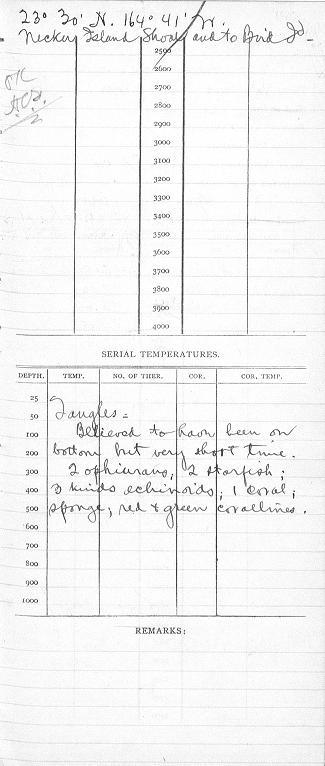 23° 30' N. 164° 41' W.
Necker Island Shoal and to Bird Id.
OK
2500
2600
2700
2800
2900
3000
3100
3200
3300
3400
3500
3600
3700
3800
3900
4000
SERIAL TEMPERATURES.
DEPTH. TEMP. NO. OF THER. COR. COR. TEMP.
25
50 Tangles =
100 Believed to have been on
200 bottom but very short time.
300 2 ophiurans, 2 starfish;
400 3 kinds echinoids, 1 coral;
500 sponge, red & green corallines.
600
700
800
900
1000
REMARKS: